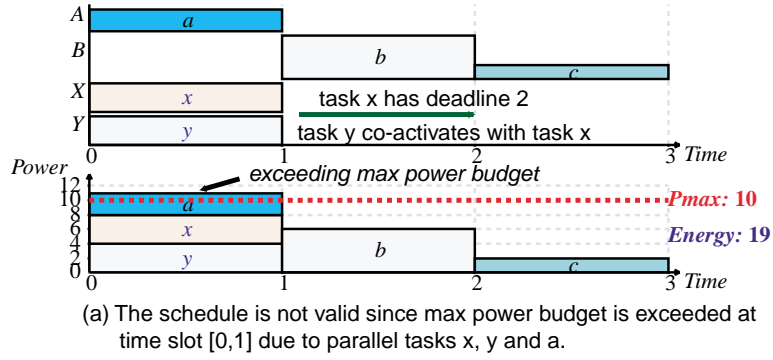 A
a
B
b
c
X
x
task x has deadline 2
Y
y
task y co-activates with task x
0
1
2
3
Time
Power
exceeding max power budget
12
10
8
6
4
2
0
a
x
y
b
c
Pmax: 10
Energy: 19
0
1
2
3
Time
(a) The schedule is not valid since max power budget is exceeded at
time slot [0,1] due to parallel tasks x, y and a.